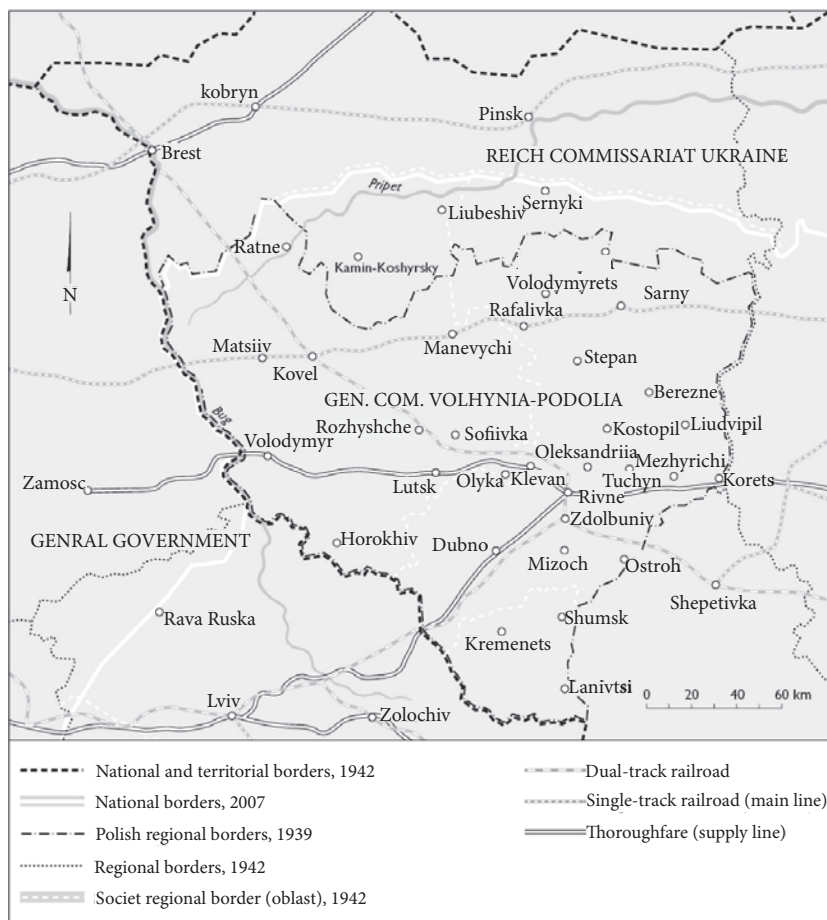 kobryn
Pinsk
Brest
REICH COMMISSARIAT UKRAINE
Pripet
Sernyki
Liubeshiv
Ratne
Kamin-Koshyrsky
N
Volodymyrets
Sarny
Rafalivka
Matsiiv
Manevychi
Kovel
Stepan
Berezne
GEN. COM. VOLHYNIA-PODOLIA
Bug
Rozhyshche
Sofiivka
Kostopil
Liudvipil
Volodymyr
Oleksandriia
Mezhyrichi
Zamosc
Lutsk
Olyka
Klevan
Tuchyn
Korets
Rivne
Zdolbuniv
GENRAL GOVERNMENT
Horokhiv
Dubno
Mizoch
Ostroh
Shepetivka
Rava Ruska
Shumsk
Kremenets
Lanivtsi
0 20 40 60 km
Lviv
Zolochiv
National and territorial borders, 1942
National borders, 2007
Polish regional borders, 1939
Regional borders, 1942
Societ regional border (oblast), 1942
Dual-track railroad
Single-track railroad (main line)
Thoroughfare (supply line)